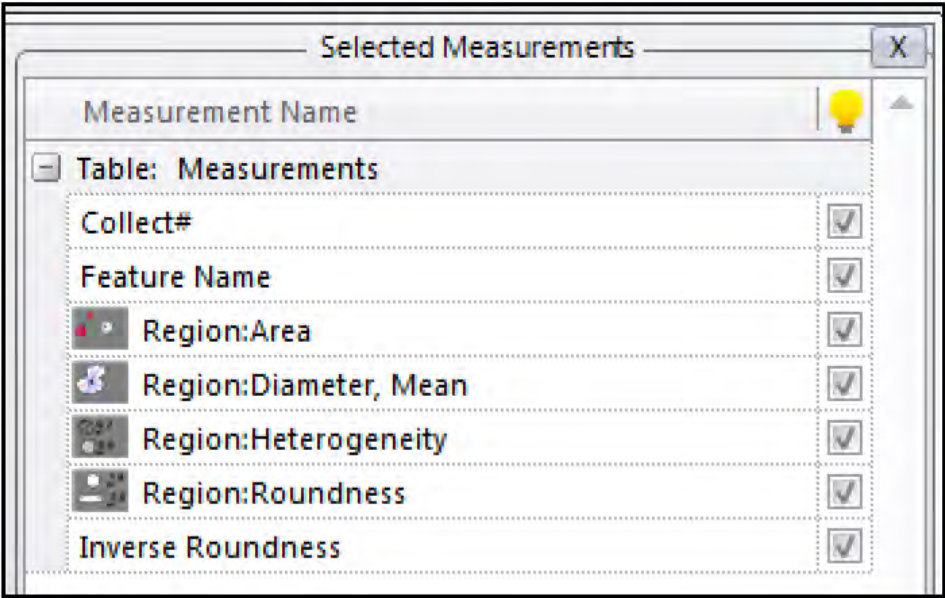 Selected Measurements
X
Measurement Name
Table: Measurements
Collect#
Feature Name
Region:Area
Region:Diameter, Mean
Region:Heterogeneity
Region:Roundness
Inverse Roundness